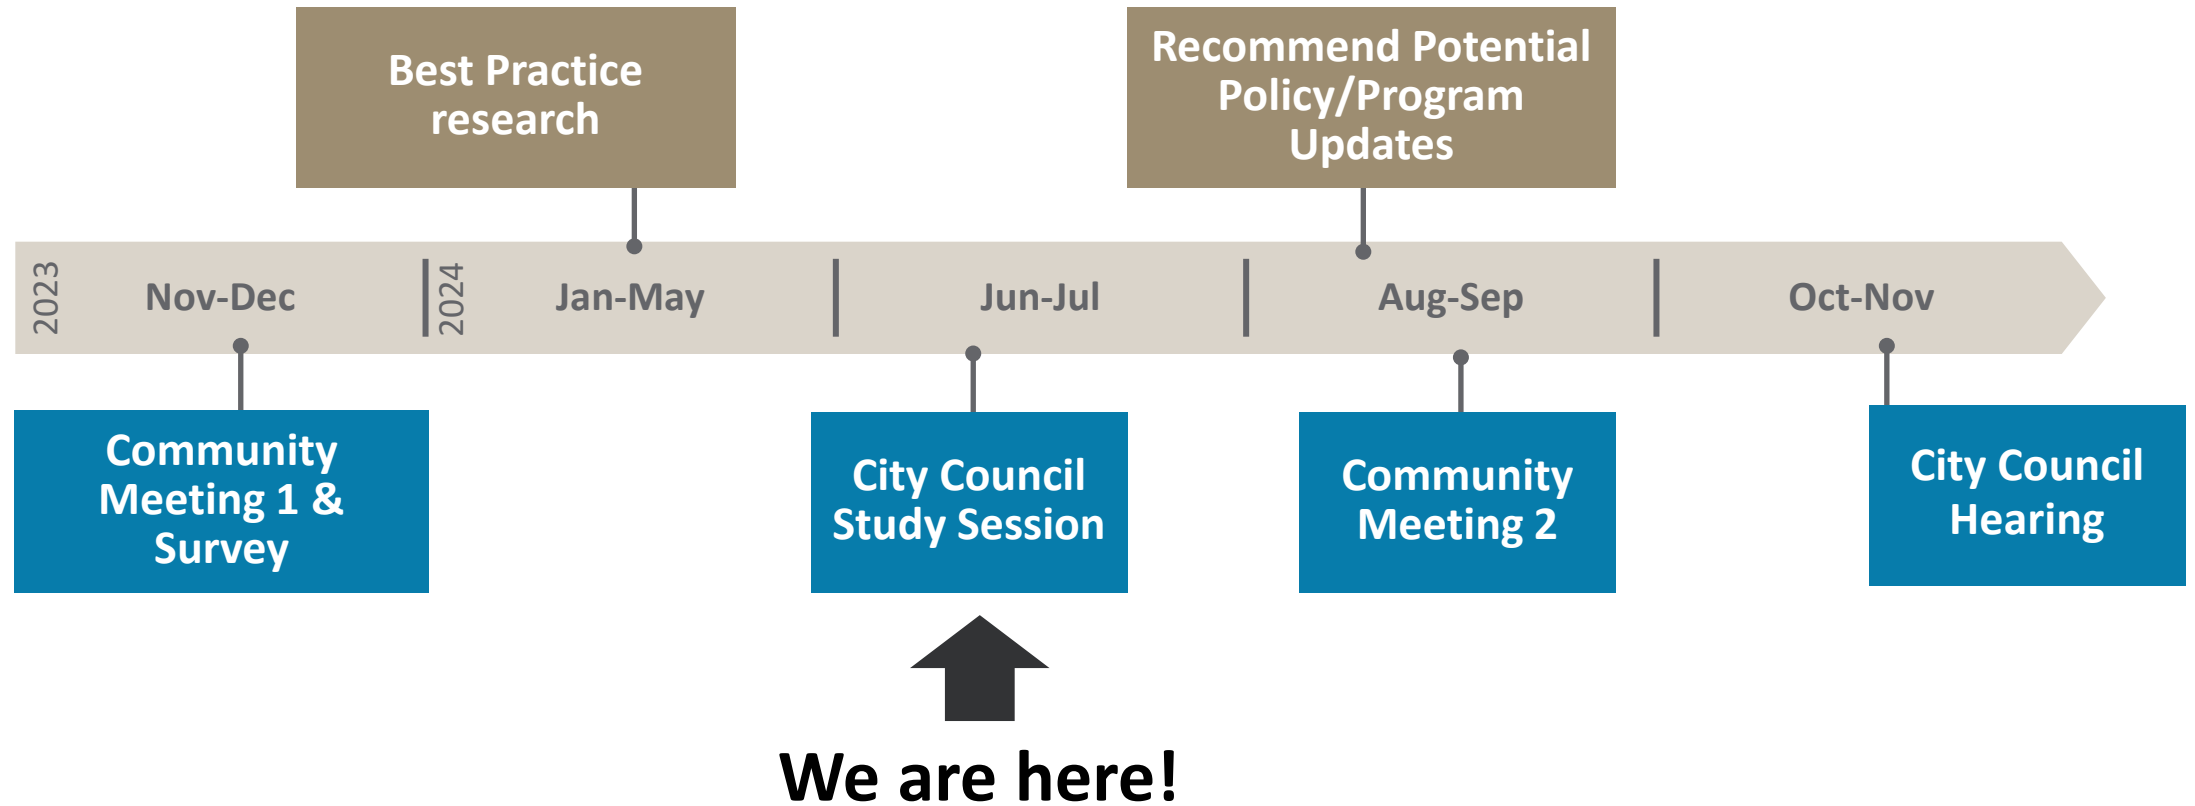 Best Practice
research
Recommend Potential
Policy/Program
Updates
2023
Nov-Dec
2024
Jan-May
Jun-Jul
Aug-Sep
Oct-Nov
Community
Meeting 1 &
Survey
City Council
Study Session
Community
Meeting 2
City Council
Hearing
We are here!